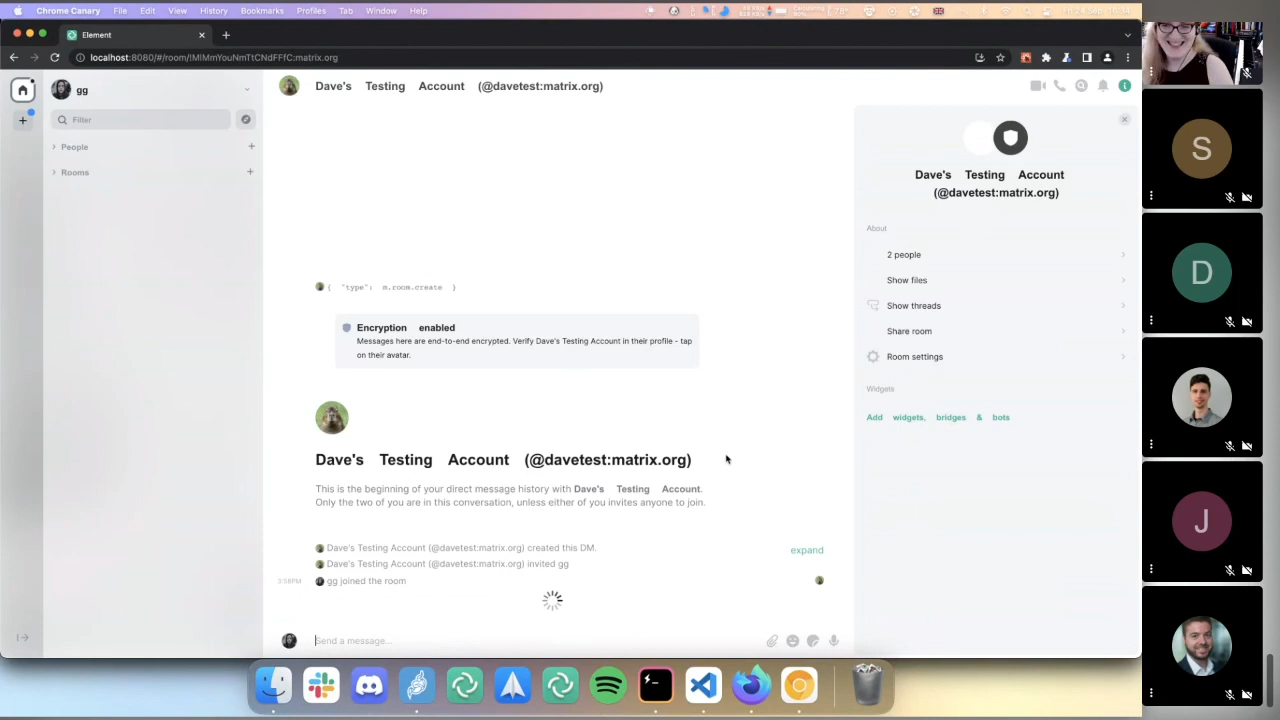 Chrome Canary File Edit View History Bookmarks Profiles Tab Window Help
Element
localhost:8080/#/room/!MlMmYouNmTtCNdFFfC:matrix.org
gg
Dave's Testing Account (@davetest:matrix.org)
Filter
People
Rooms
{ "type": m.room.create }
Encryption enabled
Messages here are end-to-end encrypted. Verify Dave's Testing Account in their profile - tap
on their avatar.
Dave's Testing Account (@davetest:matrix.org)
This is the beginning of your direct message history with Dave's Testing Account.
Only the two of you are in this conversation, unless either of you invites anyone to join.
Dave's Testing Account (@davetest:matrix.org) created this DM.
expand
Dave's Testing Account (@davetest:matrix.org) invited gg
3:58PM gg joined the room
Send a message...
Dave's Testing Account
(@davetest:matrix.org)
About
2 people
Show files
Show threads
Share room
Room settings
Widgets
Add widgets, bridges & bots
S
D
J